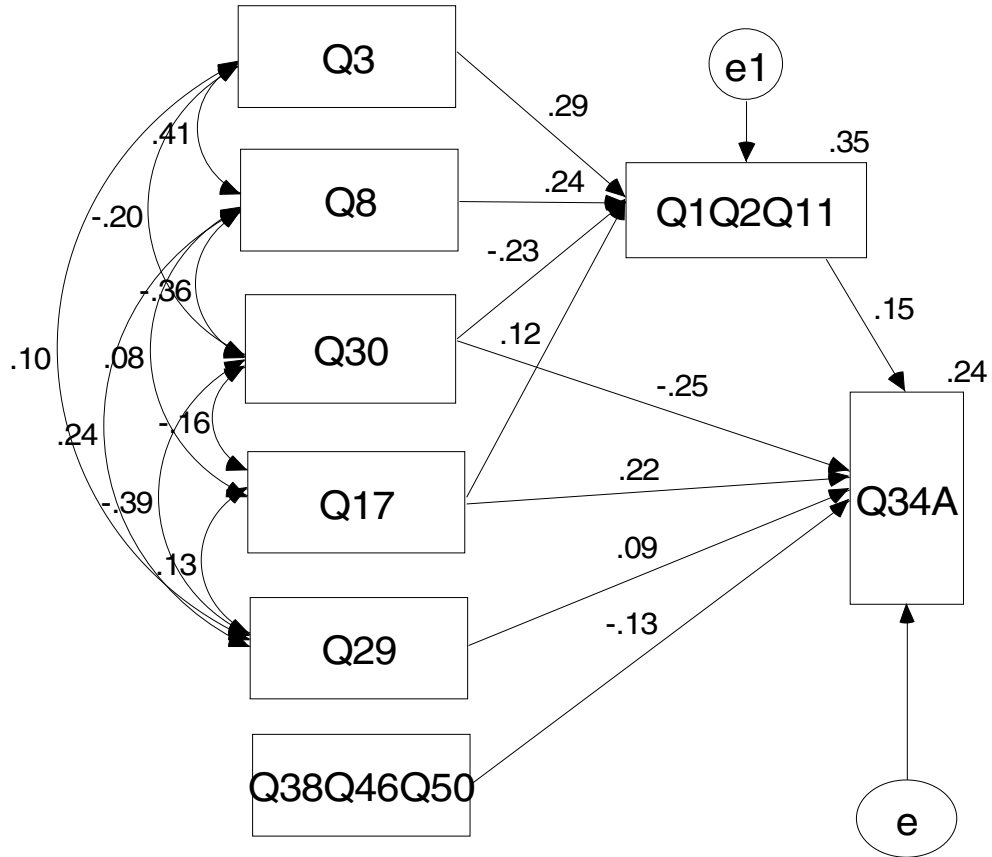 Q3
e1
.29
.41
.35
Q8
.24
Q1Q2Q11
-.20
-.23
-.36
.15
.12
Q30
.10
.08
.24
-.25
-.16
.24
.22
Q17
Q34A
-.39
.09
.13
-.13
Q29
Q38Q46Q50
e